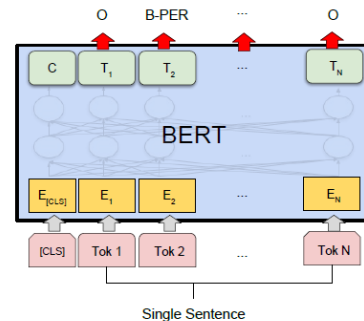 O B-PER ... O
C T1 T2 ... TN
...
BERT
...
E[CLS] E1 E2 ... EN
[CLS] Tok 1 Tok 2 ... Tok N
Single Sentence